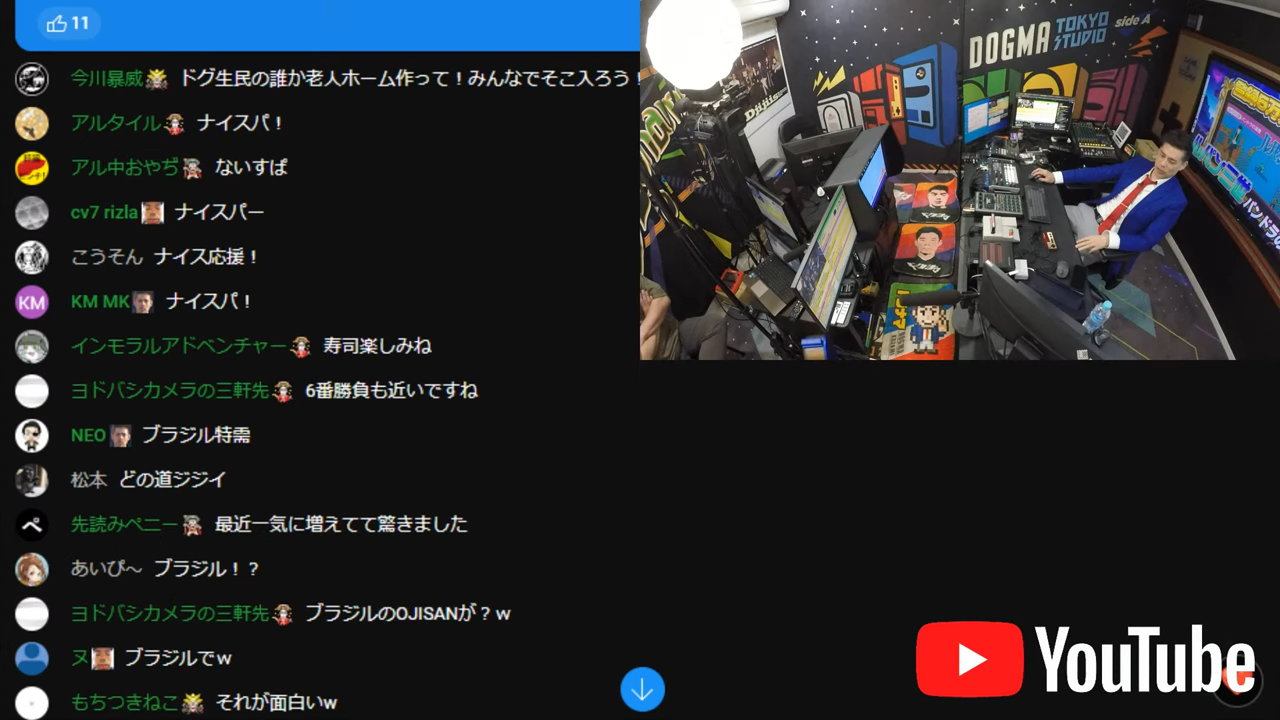 11
今川暴威 ドグ生民の誰か老人ホーム作って！みんなでそこ入ろう！
アルタイル ナイスパ！
アル中おやぢ ないすぱ
cv7 rizla ナイスパー
こうそん ナイス応援！
KM
KM MK ナイスパ！
インモラルアドベンチャー 寿司楽しみね
ヨドバシカメラの三軒先 6番勝負も近いですね
NEO ブラジル特需
松本 どの道ジジイ
ペ
先読みペニー 最近一気に増えてて驚きました
あいぴ〜 ブラジル！？
ヨドバシカメラの三軒先 ブラジルのOJISANが？w
ヌ ブラジルでw
もちつきねこ それが面白いw
DOGMA TOKYO STUDIO side A
YouTube